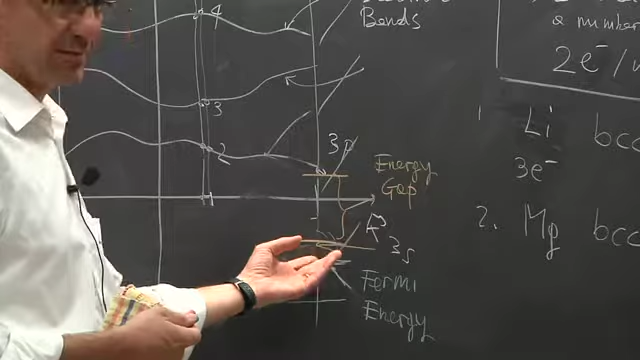 4
Bands
a number
2e⁻/
3
1 Li bcc
3p
2
3e⁻
Energy
Gap
1
2. Mg bcc
3s
Fermi
Energy